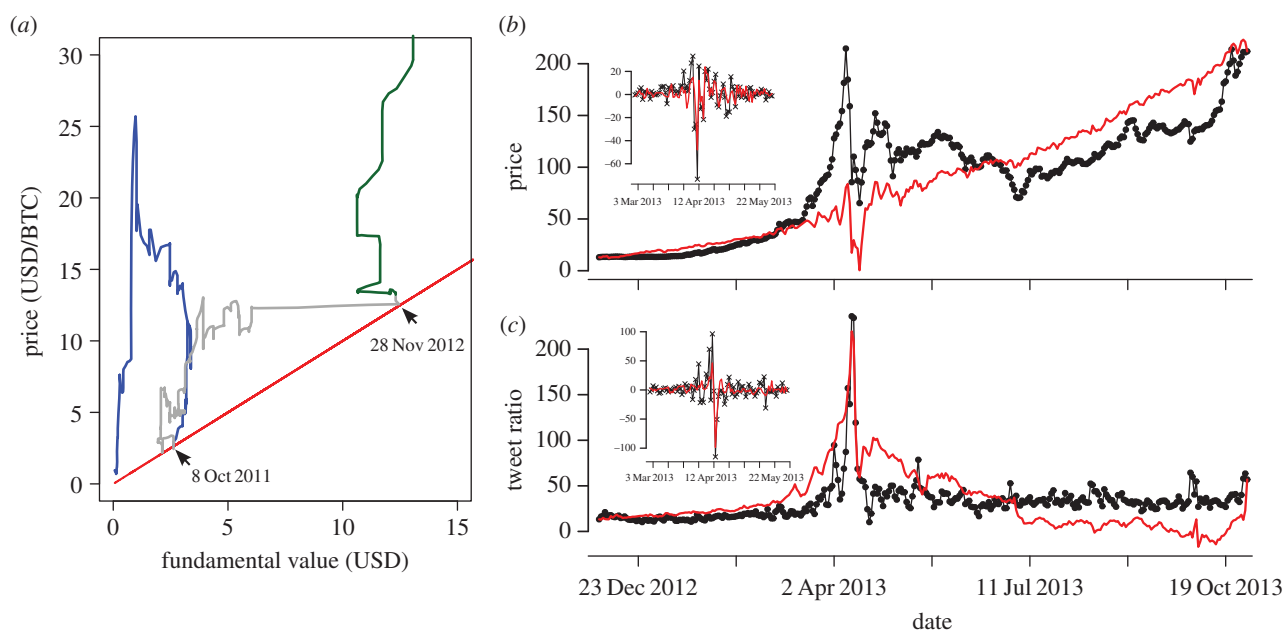 (a)
30
25
20
15
10
5
0
price (USD/BTC)
28 Nov 2012
8 Oct 2011
0 5 10 15
fundamental value (USD)
(b)
200
150
100
50
0
price
20
0
−20
−40
−60
3 Mar 2013 12 Apr 2013 22 May 2013
(c)
200
150
100
50
0
tweet ratio
100
50
0
−50
−100
3 Mar 2013 12 Apr 2013 22 May 2013
23 Dec 2012 2 Apr 2013 11 Jul 2013 19 Oct 2013
date